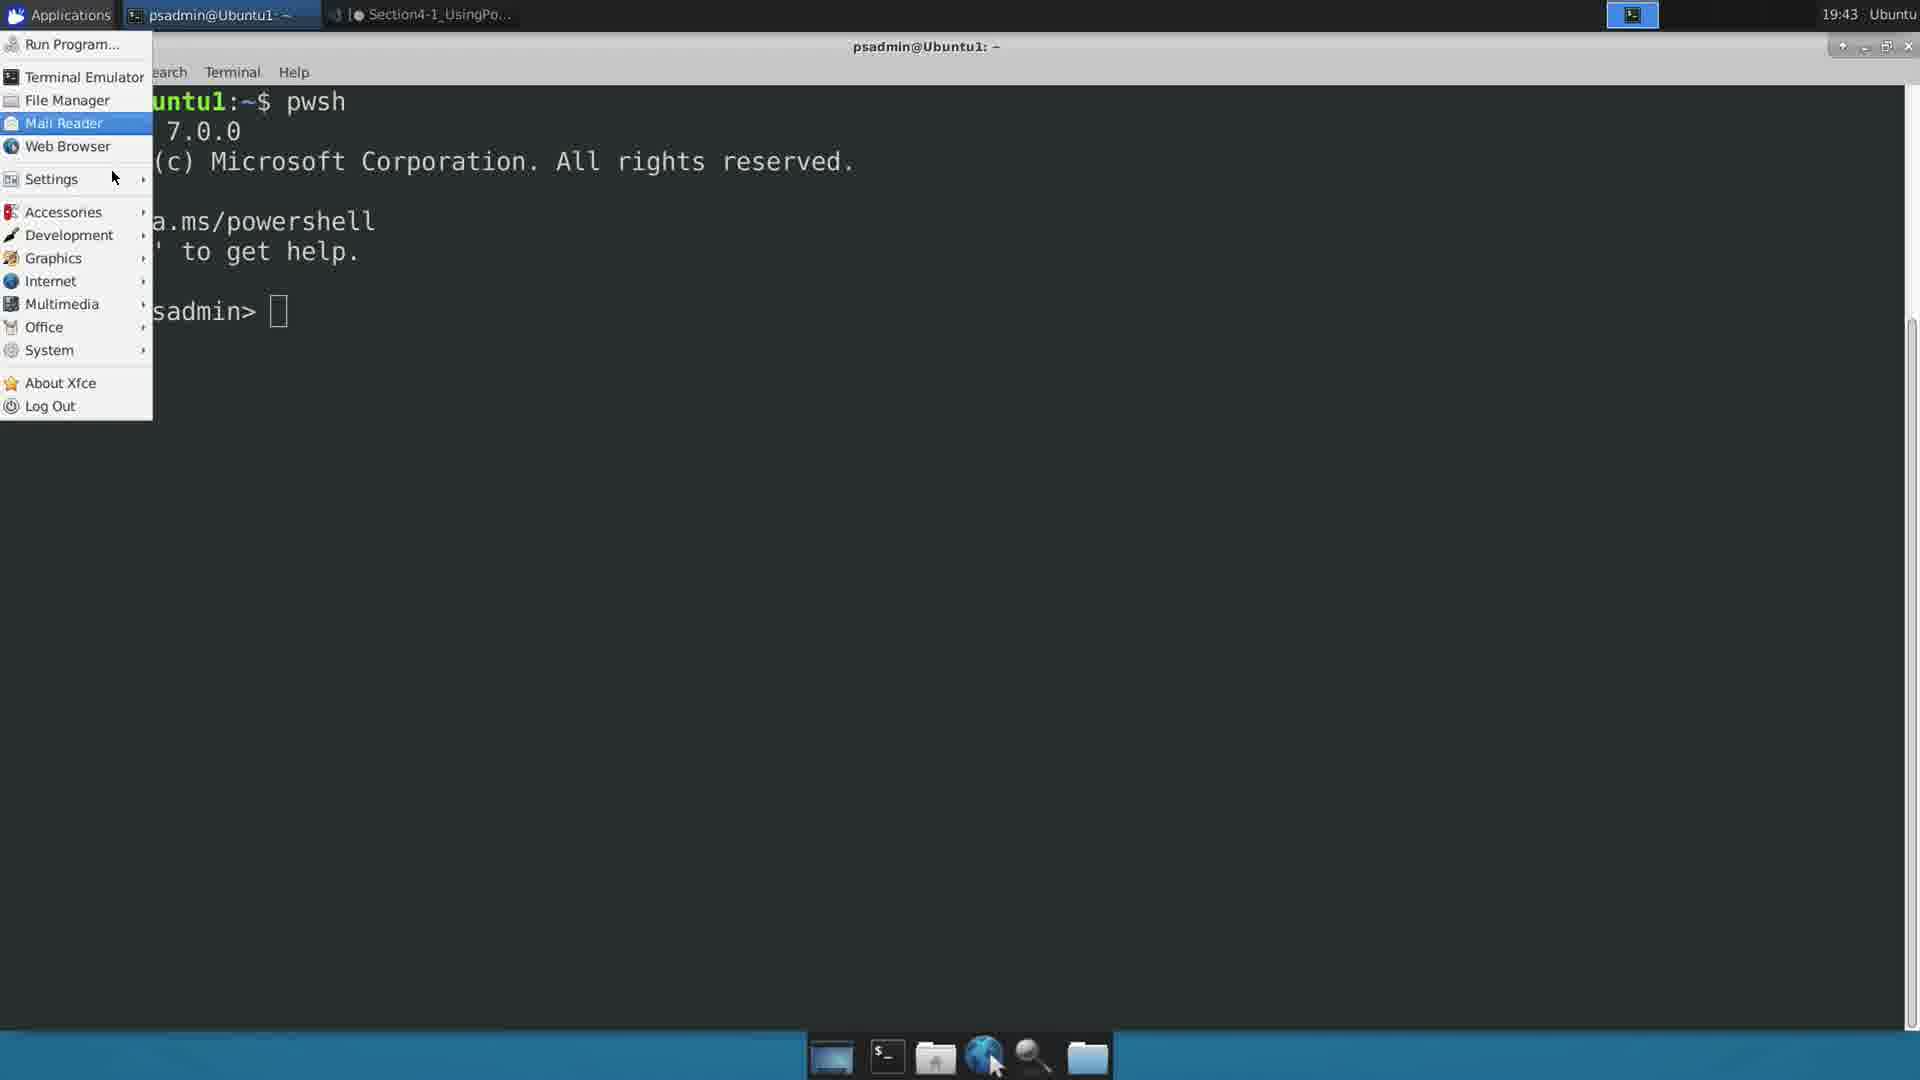 Applications psadmin@Ubuntu1: ~ Section4-1_UsingPo... 19:43 Ubuntu
psadmin@Ubuntu1: ~
earch Terminal Help
Run Program...
Terminal Emulator
File Manager
Mail Reader
Web Browser
Settings
Accessories
Development
Graphics
Internet
Multimedia
Office
System
About Xfce
Log Out
untu1:~$ pwsh
7.0.0
(c) Microsoft Corporation. All rights reserved.
a.ms/powershell
' to get help.
sadmin>
$_